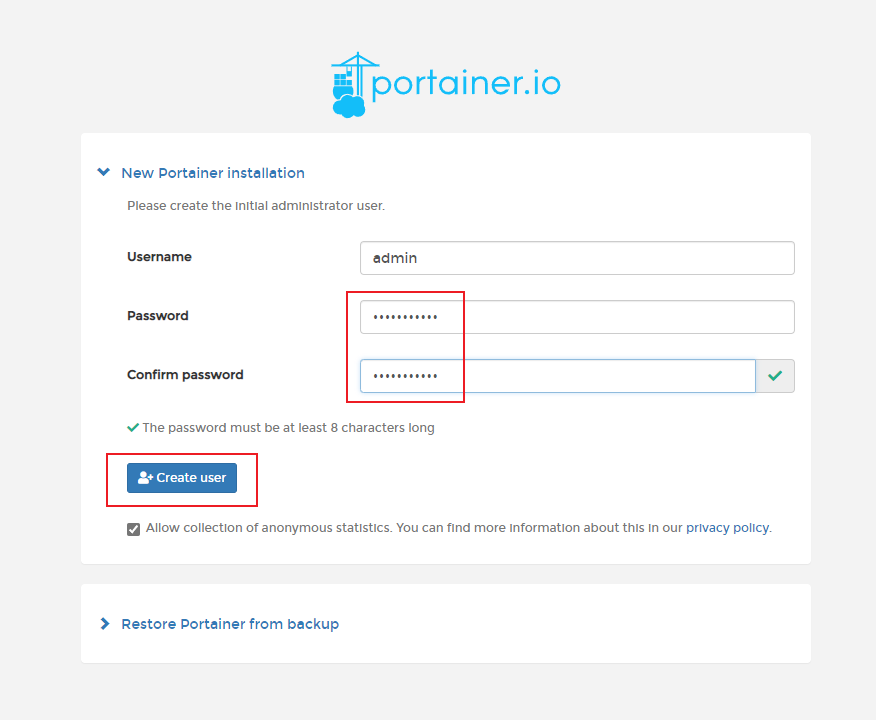 portainer.io
New Portainer installation
Please create the initial administrator user.
Username
admin
Password
•••••••••••
Confirm password
•••••••••••
The password must be at least 8 characters long
Create user
Allow collection of anonymous statistics. You can find more information about this in our privacy policy.
Restore Portainer from backup